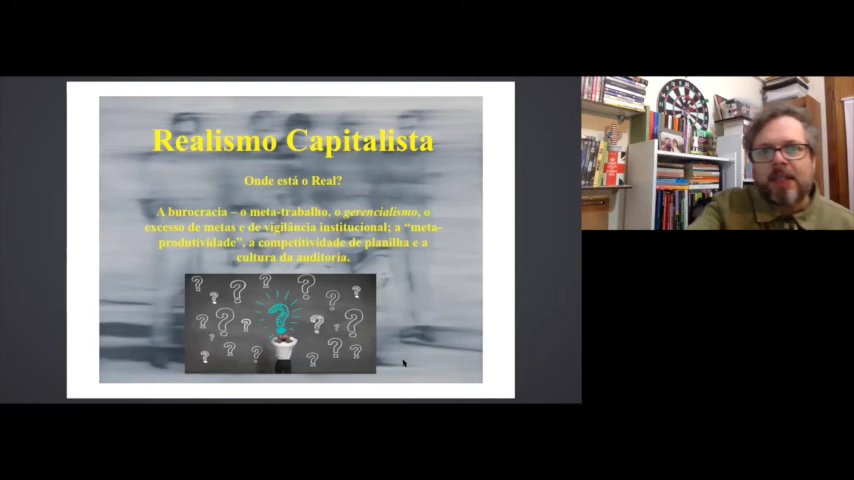 Realismo Capitalista
Onde está o Real?
A burocracia – o meta-trabalho, o gerencialismo, o
excesso de metas e de vigilância institucional; a “meta-
produtividade”, a competitividade de planilha e a
cultura da auditoria.
? ? ? ? ? ?